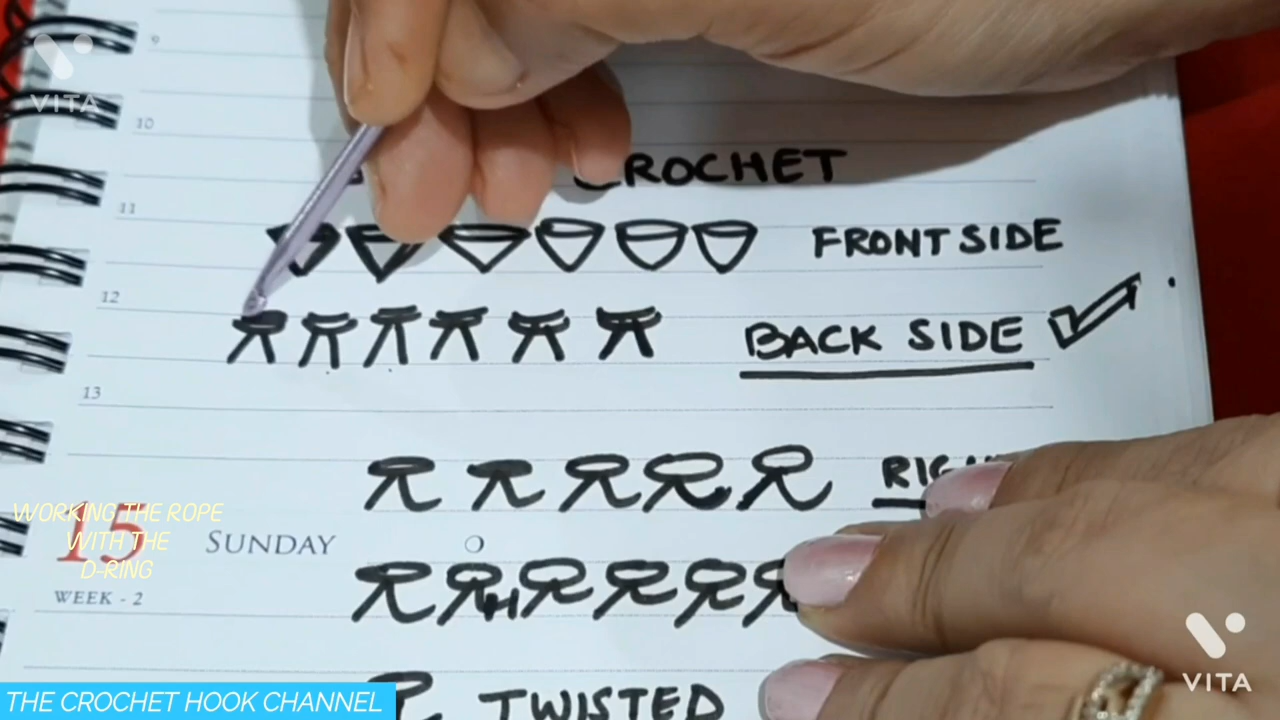 VITA
9
10
CROCHET
11
FRONT SIDE
12
BACK SIDE
13
WORKING THE ROPE
WITH THE
D-RING
15
SUNDAY
WEEK - 2
TWISTED
VITA
THE CROCHET HOOK CHANNEL